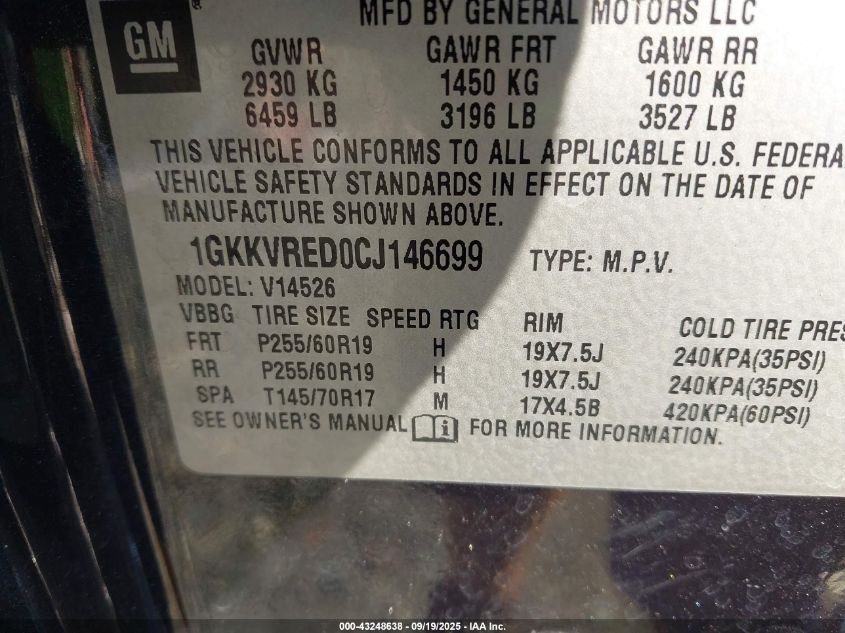 GM ®
MFD BY GENERAL MOTORS LLC
GVWR GAWR FRT GAWR RR
2930 KG 1450 KG 1600 KG
6459 LB 3196 LB 3527 LB
THIS VEHICLE CONFORMS TO ALL APPLICABLE U.S. FEDERA
VEHICLE SAFETY STANDARDS IN EFFECT ON THE DATE OF
MANUFACTURE SHOWN ABOVE.
1GKKVRED0CJ146699 TYPE: M.P.V.
MODEL: V14526
VBBG TIRE SIZE SPEED RTG RIM COLD TIRE PRES
FRT P255/60R19 H 19X7.5J 240KPA(35PSI)
RR P255/60R19 H 19X7.5J 240KPA(35PSI)
SPA T145/70R17 M 17X4.5B 420KPA(60PSI)
SEE OWNER'S MANUAL i FOR MORE INFORMATION.
000-43248638 - 09/19/2025 - IAA Inc.